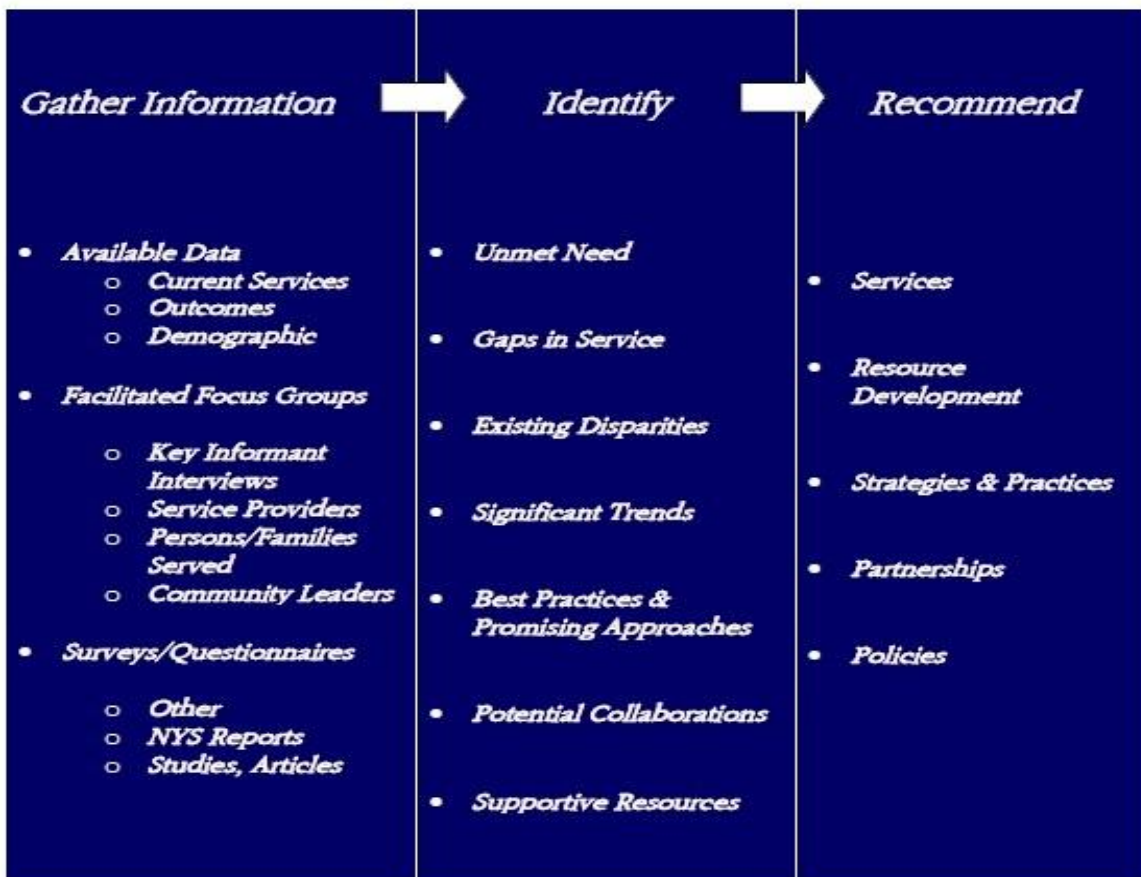 Gather Information
Identify
Recommend
• Available Data
o Current Services
o Outcomes
o Demographic
• Facilitated Focus Groups
o Key Informant
Interviews
o Service Providers
o Persons/Families
Served
o Community Leaders
• Surveys/Questionnaires
o Other
o NYS Reports
o Studies, Articles
• Unmet Need
• Gaps in Service
• Existing Disparities
• Significant Trends
• Best Practices &
Promising Approaches
• Potential Collaborations
• Supportive Resources
• Services
• Resource
Development
• Strategies & Practices
• Partnerships
• Policies